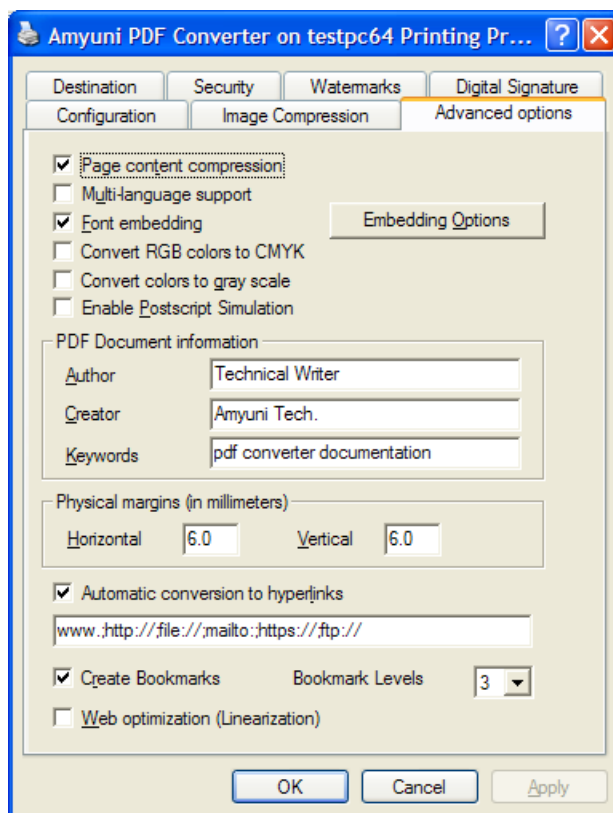 Amyuni PDF Converter on testpc64 Printing Pr... ?
Destination Security Watermarks Digital Signature
Configuration Image Compression Advanced options
Page content compression
Multi-language support
Font embedding Embedding Options
Convert RGB colors to CMYK
Convert colors to gray scale
Enable Postscript Simulation
PDF Document information
Author Technical Writer
Creator Amyuni Tech.
Keywords pdf converter documentation
Physical margins (in millimeters)
Horizontal 6.0 Vertical 6.0
Automatic conversion to hyperlinks
www.;http://;file://;mailto:;https://;ftp://
Create Bookmarks Bookmark Levels 3
Web optimization (Linearization)
OK Cancel Apply